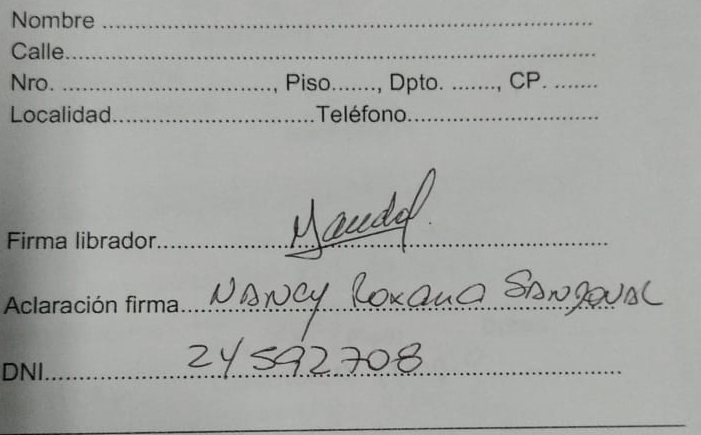 Nombre ................................................................................
Calle................................................................................
Nro. ..................................., Piso......., Dpto. ......., CP. .......
Localidad..................................Teléfono................................
Firma librador................................................................
Aclaración firma....NANCY Roxana SANDOVAL
DNI........................24592708................................